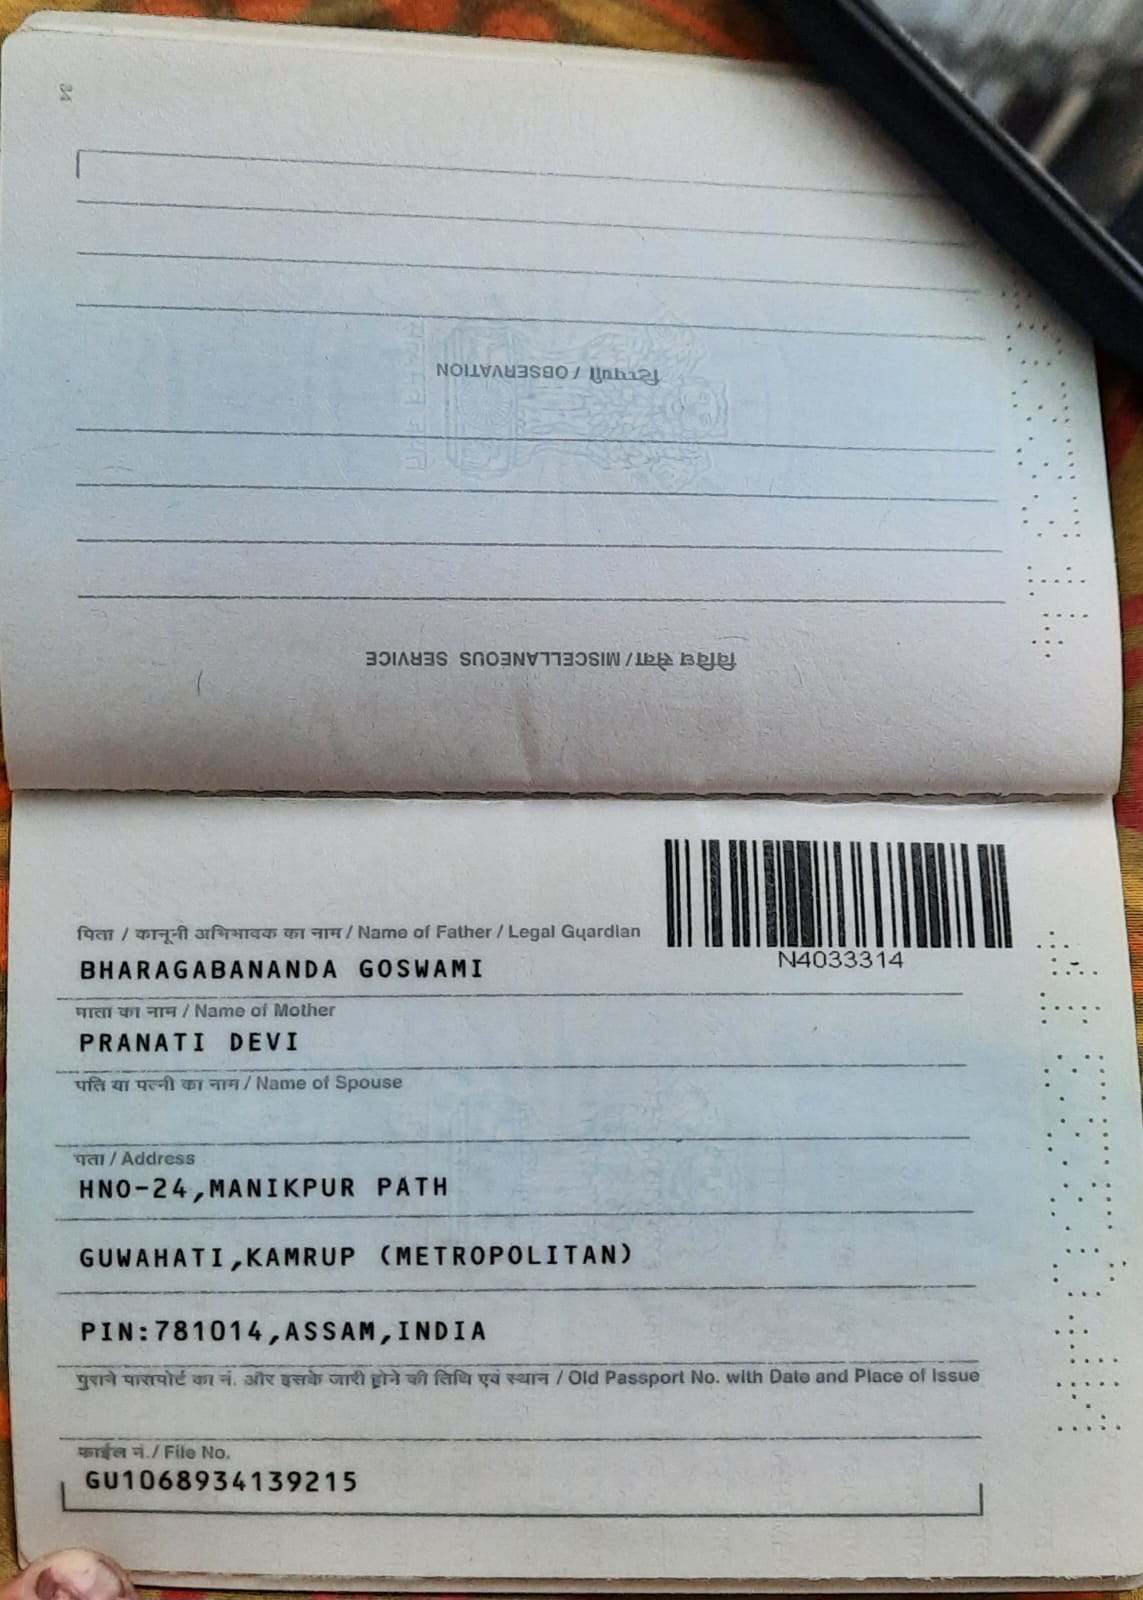 34
टिप्पणी / OBSERVATION
विविध सेवा/MISCELLANEOUS SERVICE
पिता / कानूनी अभिभावक का नाम / Name of Father / Legal Guardian
N4033314
BHARAGABANANDA GOSWAMI
माता का नाम / Name of Mother
PRANATI DEVI
पति या पत्नी का नाम / Name of Spouse
पता / Address
HNO-24,MANIKPUR PATH
GUWAHATI,KAMRUP (METROPOLITAN)
PIN:781014,ASSAM,INDIA
पुराने पासपोर्ट का नं. और इसके जारी होने की तिथि एवं स्थान / Old Passport No. with Date and Place of Issue
फाईल नं./ File No.
GU1068934139215